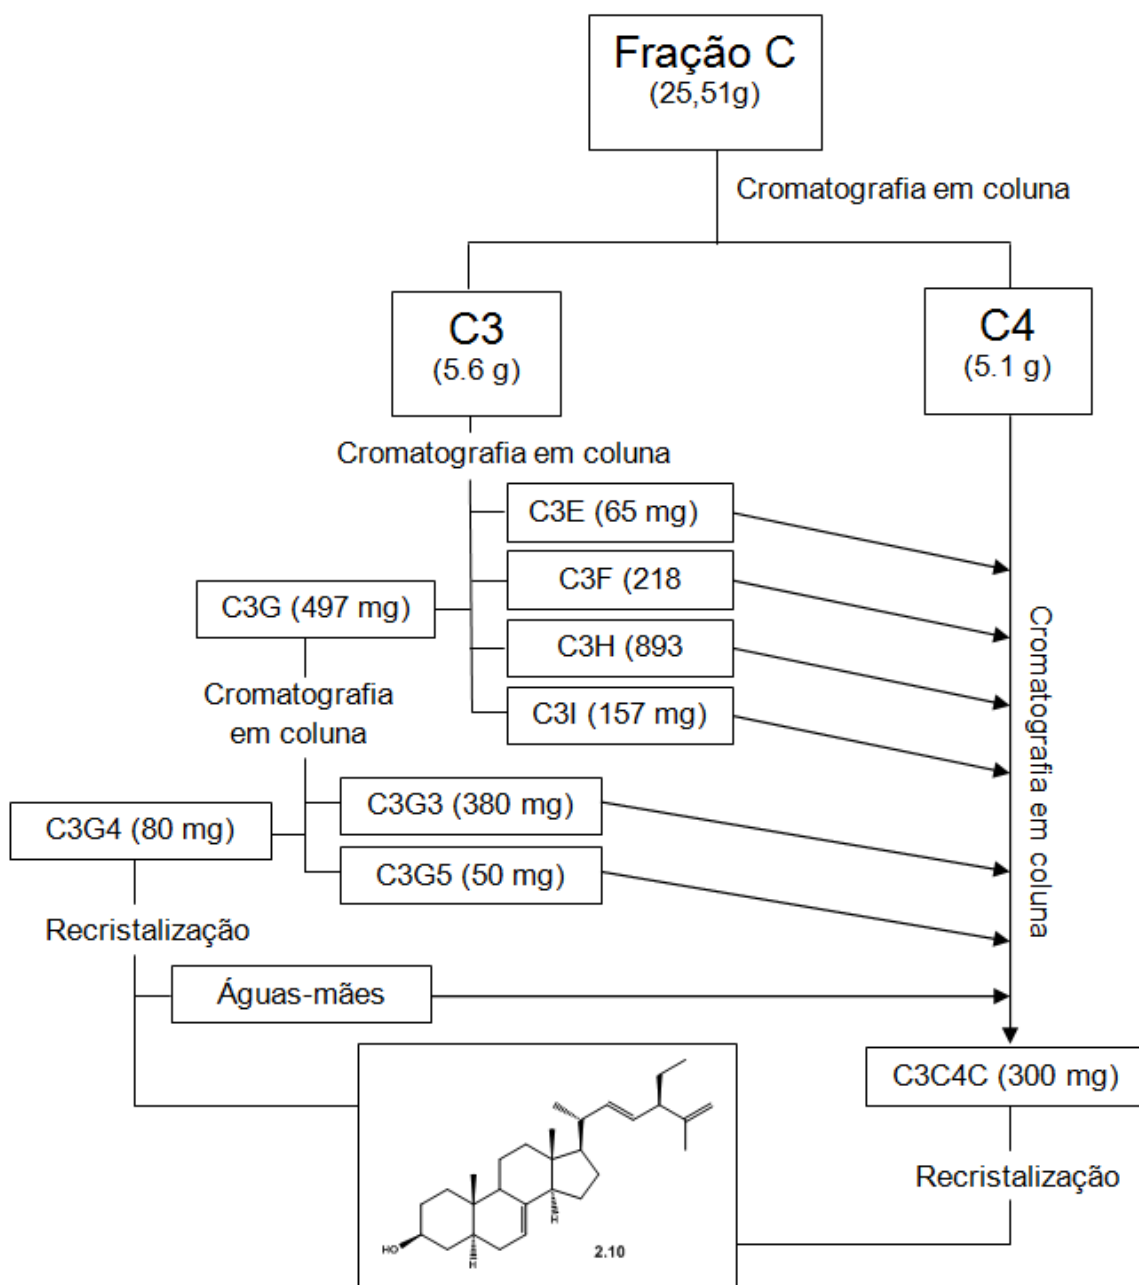 Fração C
(25,51g)
Cromatografia em coluna
C3
(5.6 g)
C4
(5.1 g)
Cromatografia em coluna
C3E (65 mg)
C3F (218
C3G (497 mg)
C3H (893
C3I (157 mg)
Cromatografia em coluna
Cromatografia
em coluna
C3G3 (380 mg)
C3G4 (80 mg)
C3G5 (50 mg)
Recristalização
Águas-mães
C3C4C (300 mg)
Recristalização
H
HO
H
2.10